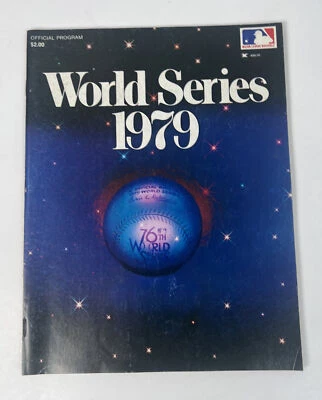 OFFICIAL PROGRAM
$2.00
World Series
1979
76TH
WORLD